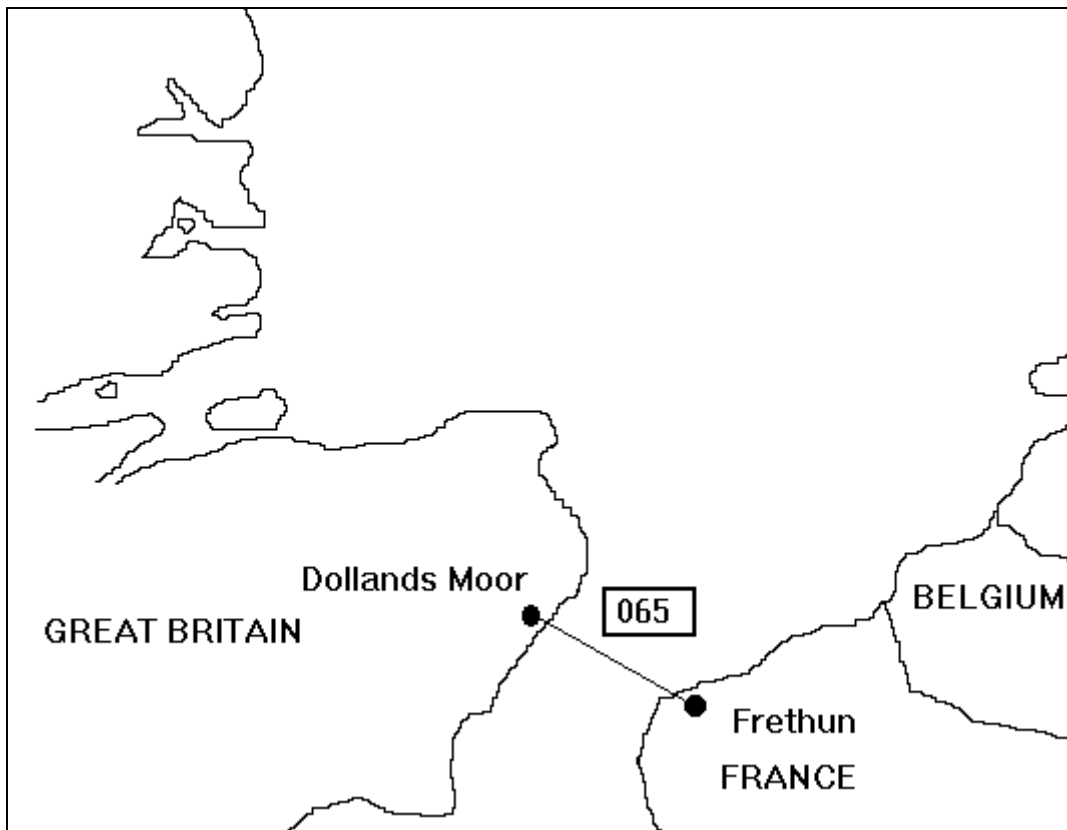 Dollands Moor
065
BELGIUM
GREAT BRITAIN
Frethun
FRANCE